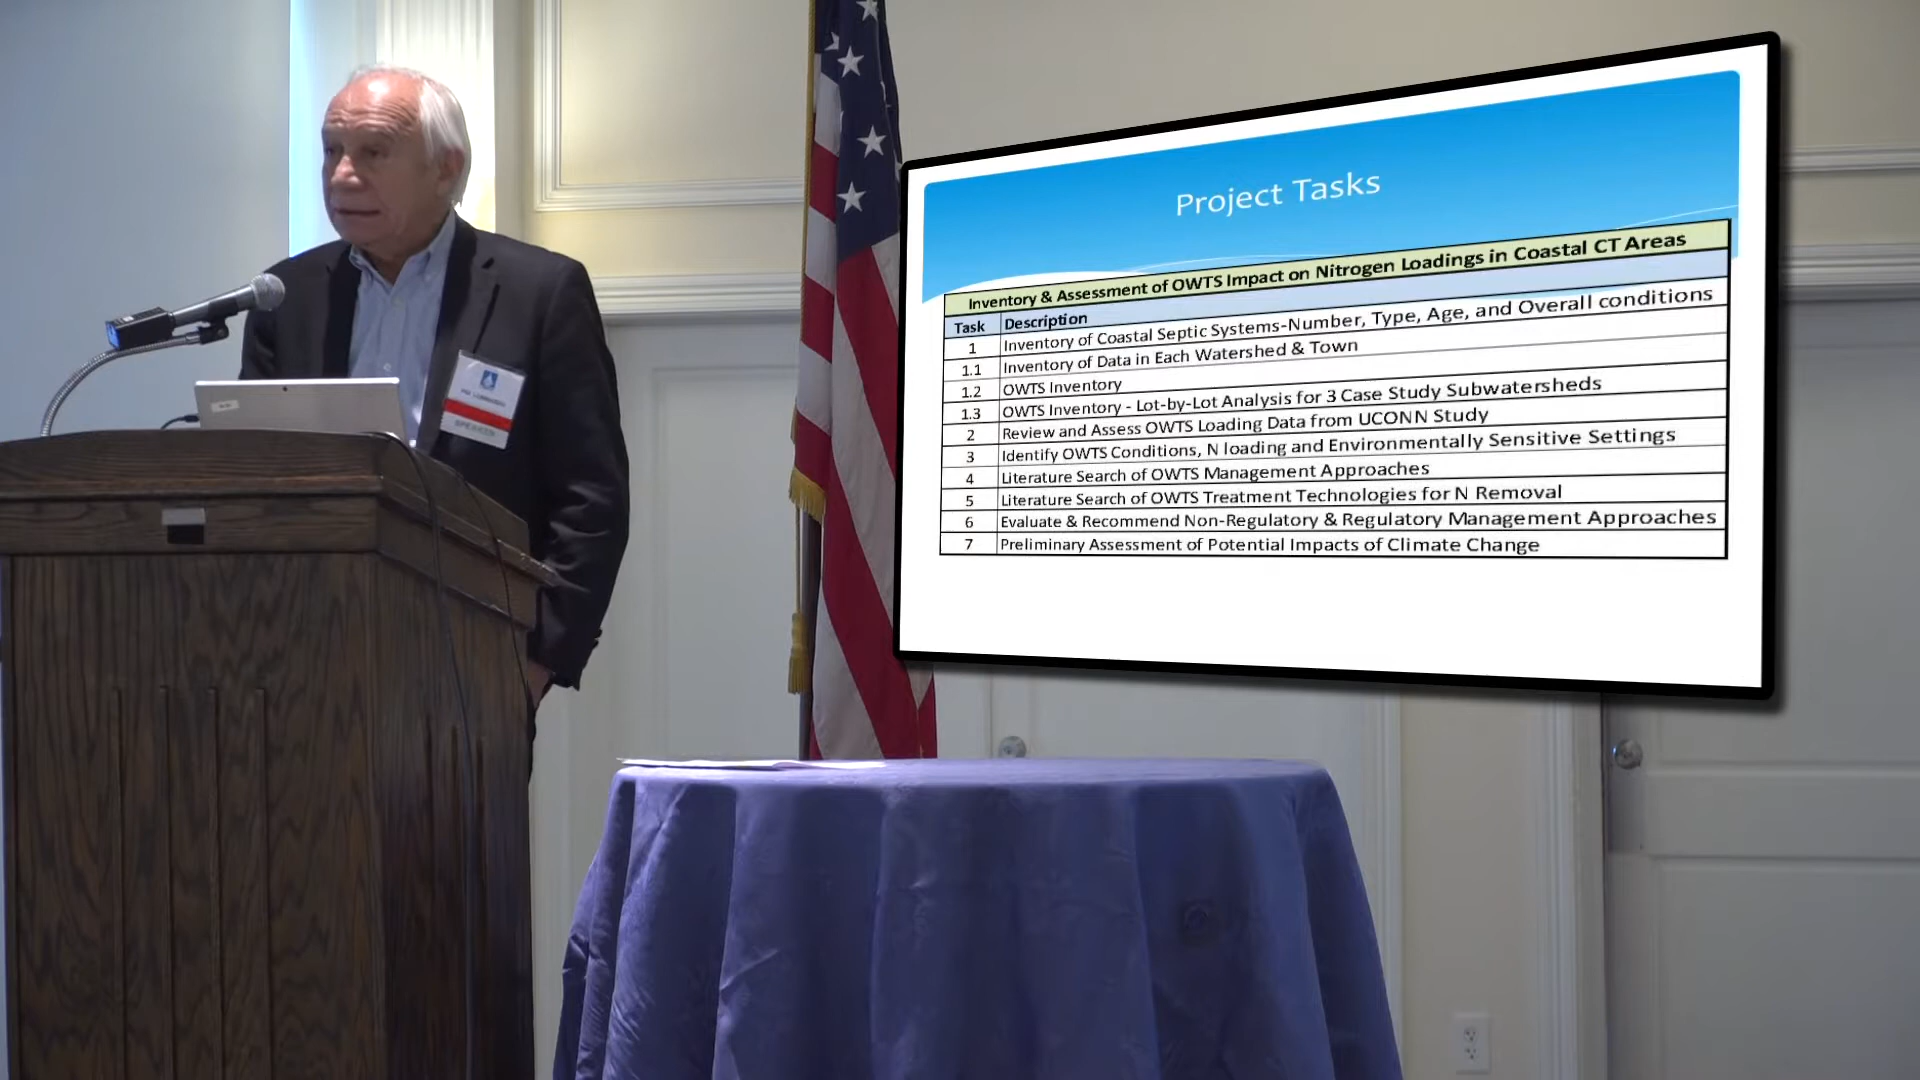 Project Tasks
Inventory & Assessment of OWTS Impact on Nitrogen Loadings in Coastal CT Areas
Task Description
1 Inventory of Coastal Septic Systems-Number, Type, Age, and Overall conditions
1.1 Inventory of Data in Each Watershed & Town
1.2 OWTS Inventory
1.3 OWTS Inventory - Lot-by-Lot Analysis for 3 Case Study Subwatersheds
2 Review and Assess OWTS Loading Data from UCONN Study
3 Identify OWTS Conditions, N loading and Environmentally Sensitive Settings
4 Literature Search of OWTS Management Approaches
5 Literature Search of OWTS Treatment Technologies for N Removal
6 Evaluate & Recommend Non-Regulatory & Regulatory Management Approaches
7 Preliminary Assessment of Potential Impacts of Climate Change
SPEAKER